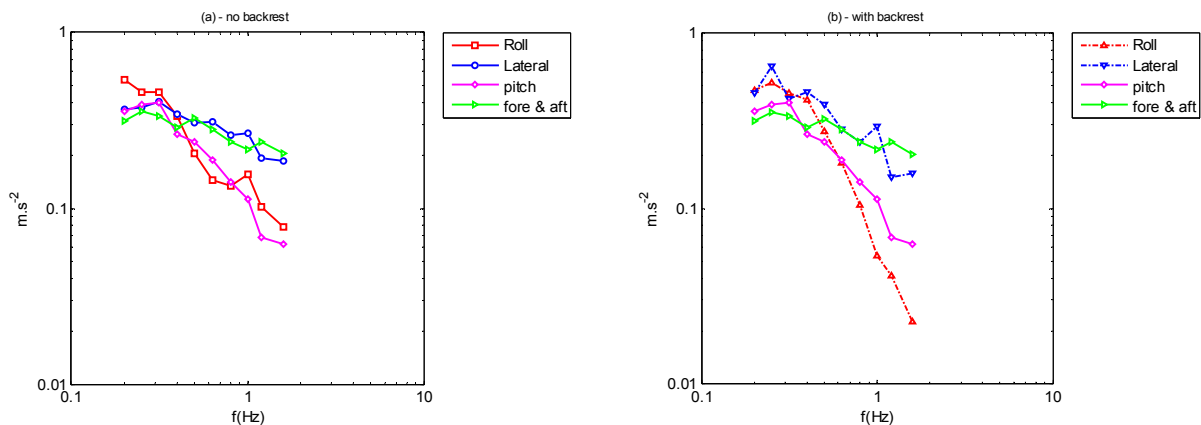 (a) - no backrest
1
0.1
0.01
m.s-2
0.1
1
10
f(Hz)
Roll
Lateral
pitch
fore & aft
(b) - with backrest
1
0.1
0.01
m.s-2
0.1
1
10
f(Hz)
Roll
Lateral
pitch
fore & aft